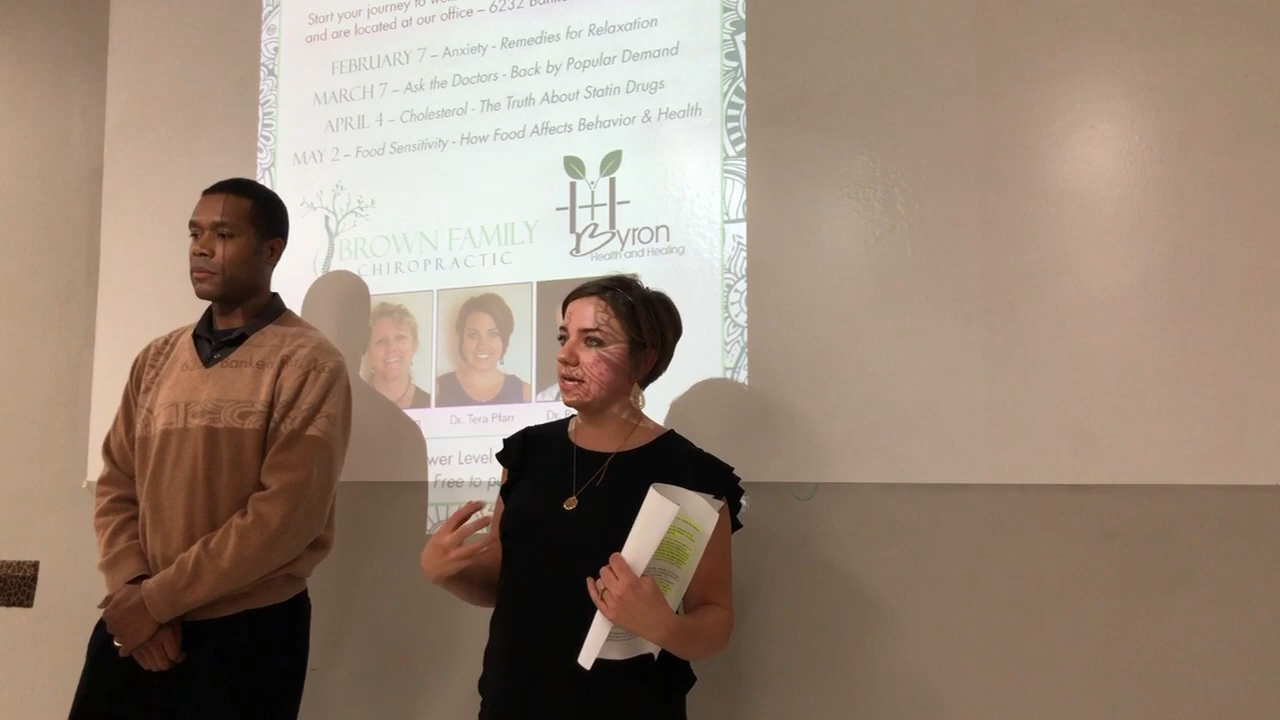 Start your journey to
and are located at our office – 6232
FEBRUARY 7 – Anxiety - Remedies for Relaxation
MARCH 7 – Ask the Doctors - Back by Popular Demand
APRIL 4 – Cholesterol - The Truth About Statin Drugs
MAY 2 – Food Sensitivity - How Food Affects Behavior & Health
BROWN FAMILY
CHIROPRACTIC
Byron
Health and Healing
Dr. Tera Pfarr
Dr.
Level
Free to